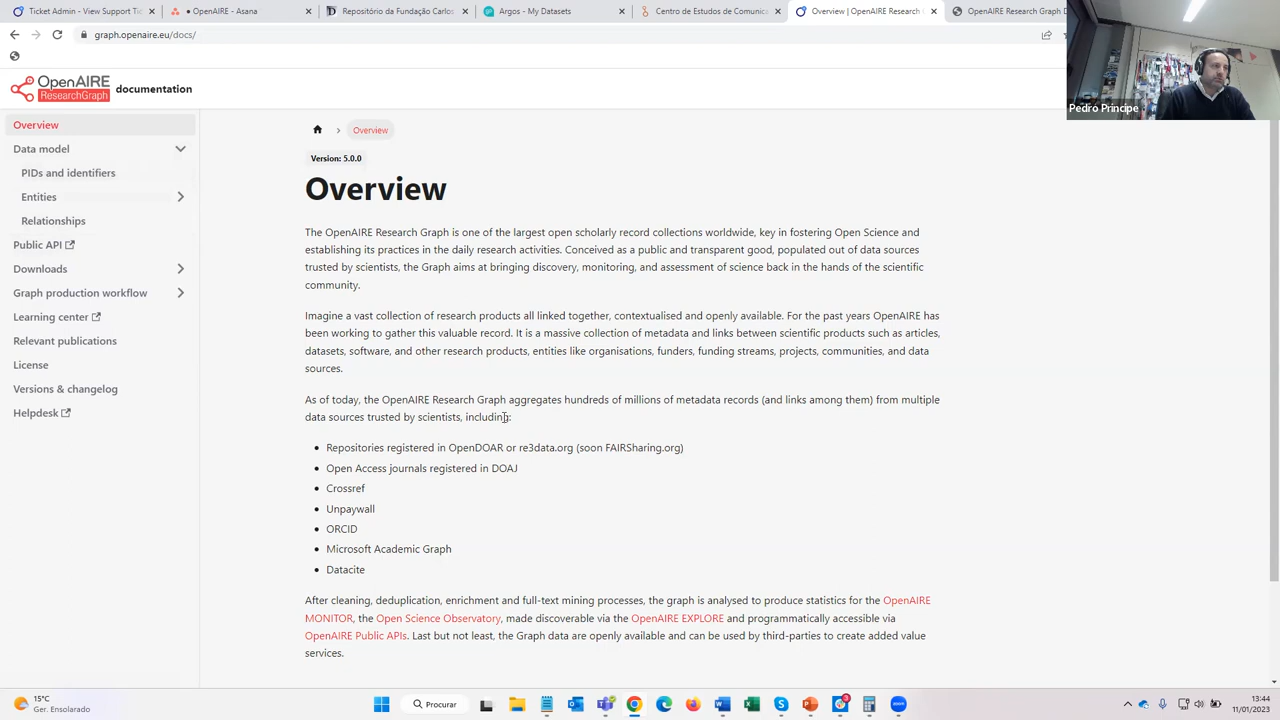 Ticket Admin - View Support Tic
● OpenAIRE - Asana
Repositório da Fundação Carlos
Argos - My Datasets
Centro de Estudos de Comunica
Overview | OpenAIRE Research G
OpenAIRE Research Graph D
graph.openaire.eu/docs/
OpenAIRE
ResearchGraph
documentation
Pedro Principe
Overview
Data model
PIDs and identifiers
Entities
Relationships
Public API
Downloads
Graph production workflow
Learning center
Relevant publications
License
Versions & changelog
Helpdesk
Overview
Version: 5.0.0
Overview
The OpenAIRE Research Graph is one of the largest open scholarly record collections worldwide, key in fostering Open Science and
establishing its practices in the daily research activities. Conceived as a public and transparent good, populated out of data sources
trusted by scientists, the Graph aims at bringing discovery, monitoring, and assessment of science back in the hands of the scientific
community.
Imagine a vast collection of research products all linked together, contextualised and openly available. For the past years OpenAIRE has
been working to gather this valuable record. It is a massive collection of metadata and links between scientific products such as articles,
datasets, software, and other research products, entities like organisations, funders, funding streams, projects, communities, and data
sources.
As of today, the OpenAIRE Research Graph aggregates hundreds of millions of metadata records (and links among them) from multiple
data sources trusted by scientists, including:
• Repositories registered in OpenDOAR or re3data.org (soon FAIRSharing.org)
• Open Access journals registered in DOAJ
• Crossref
• Unpaywall
• ORCID
• Microsoft Academic Graph
• Datacite
After cleaning, deduplication, enrichment and full-text mining processes, the graph is analysed to produce statistics for the OpenAIRE
MONITOR, the Open Science Observatory, made discoverable via the OpenAIRE EXPLORE and programmatically accessible via
OpenAIRE Public APIs. Last but not least, the Graph data are openly available and can be used by third-parties to create added value
services.
15°C
Ger. Ensolarado
Procurar
13:44
11/01/2023